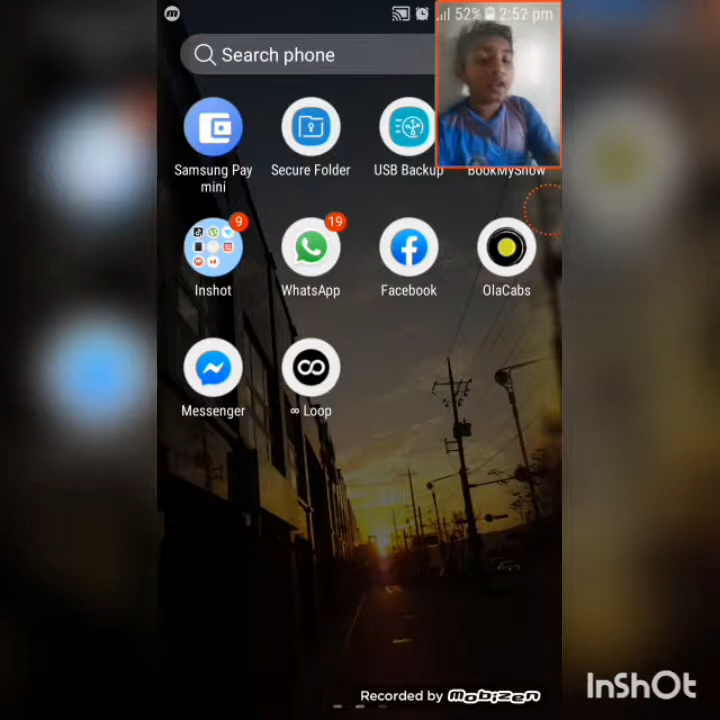 52% 2:52 pm
Search phone
Samsung Pay mini
Secure Folder
USB Backup
BookMyShow
9
19
Inshot
WhatsApp
Facebook
OlaCabs
Messenger
∞ Loop
Recorded by mobizen
InShOt